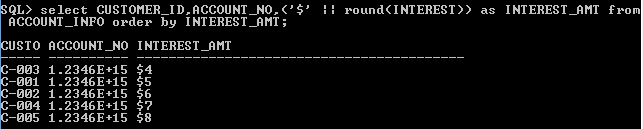 SQL> select CUSTOMER_ID,ACCOUNT_NO,('$' || round(INTEREST)) as INTEREST_AMT from
 ACCOUNT_INFO order by INTEREST_AMT;
CUSTO ACCOUNT_NO INTEREST_AMT
----- ---------- -----------------------------------------
C-003 1.2346E+15 $4
C-001 1.2346E+15 $5
C-002 1.2346E+15 $6
C-004 1.2346E+15 $7
C-005 1.2346E+15 $8